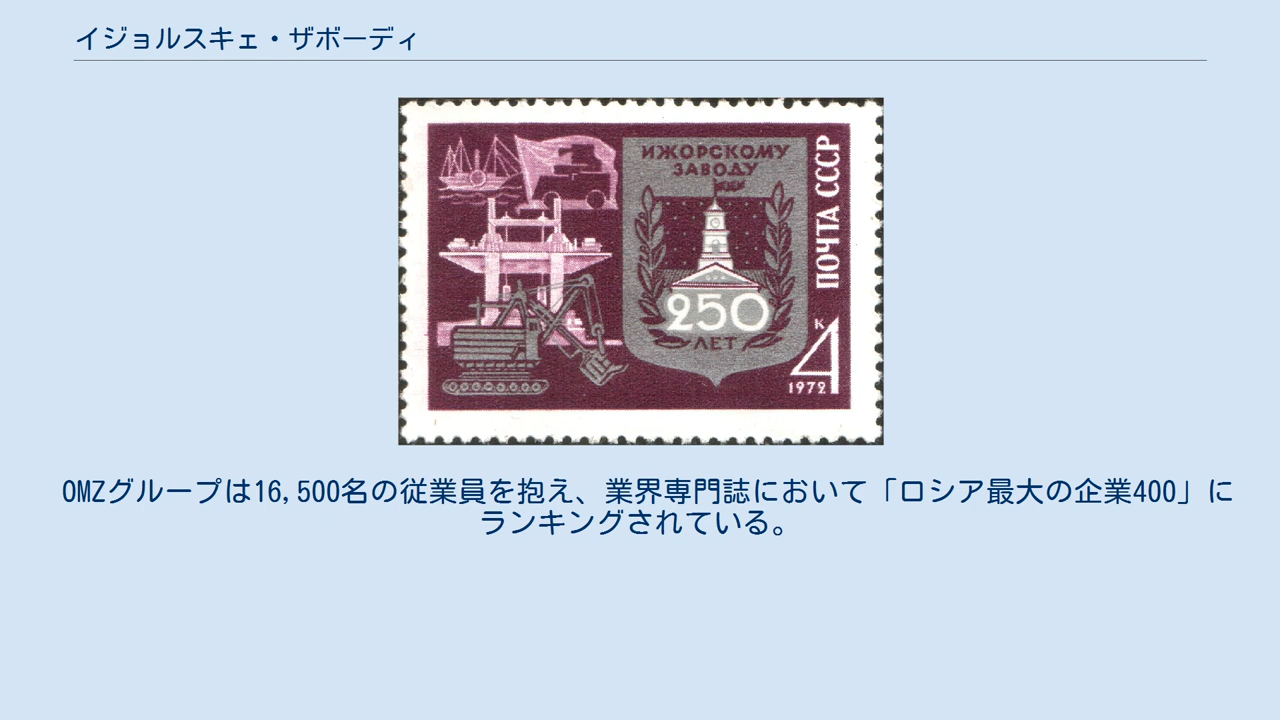 イジョルスキェ・ザボーディ
ИЖОРСКОМУ
ЗАВОДУ
250
ЛЕТ
ПОЧТА СССР
К
4
1972
OMZグループは16,500名の従業員を抱え、業界専門誌において「ロシア最大の企業400」に
ランキングされている。